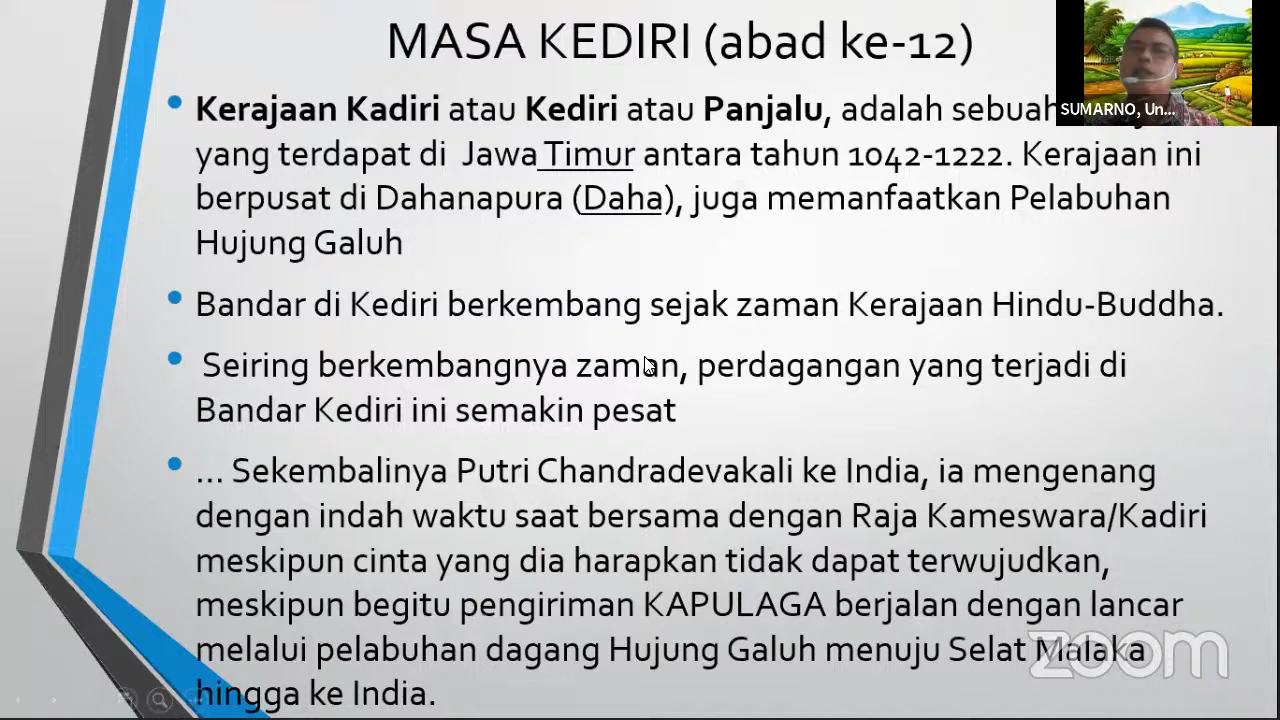 MASA KEDIRI (abad ke-12)
SUMARNO, Un...
• Kerajaan Kadiri atau Kediri atau Panjalu, adalah sebuah
yang terdapat di Jawa Timur antara tahun 1042-1222. Kerajaan ini
berpusat di Dahanapura (Daha), juga memanfaatkan Pelabuhan
Hujung Galuh
• Bandar di Kediri berkembang sejak zaman Kerajaan Hindu-Buddha.
• Seiring berkembangnya zaman, perdagangan yang terjadi di
Bandar Kediri ini semakin pesat
• ... Sekembalinya Putri Chandradevakali ke India, ia mengenang
dengan indah waktu saat bersama dengan Raja Kameswara/Kadiri
meskipun cinta yang dia harapkan tidak dapat terwujudkan,
meskipun begitu pengiriman KAPULAGA berjalan dengan lancar
melalui pelabuhan dagang Hujung Galuh menuju Selat Malaka
hingga ke India.
zoom